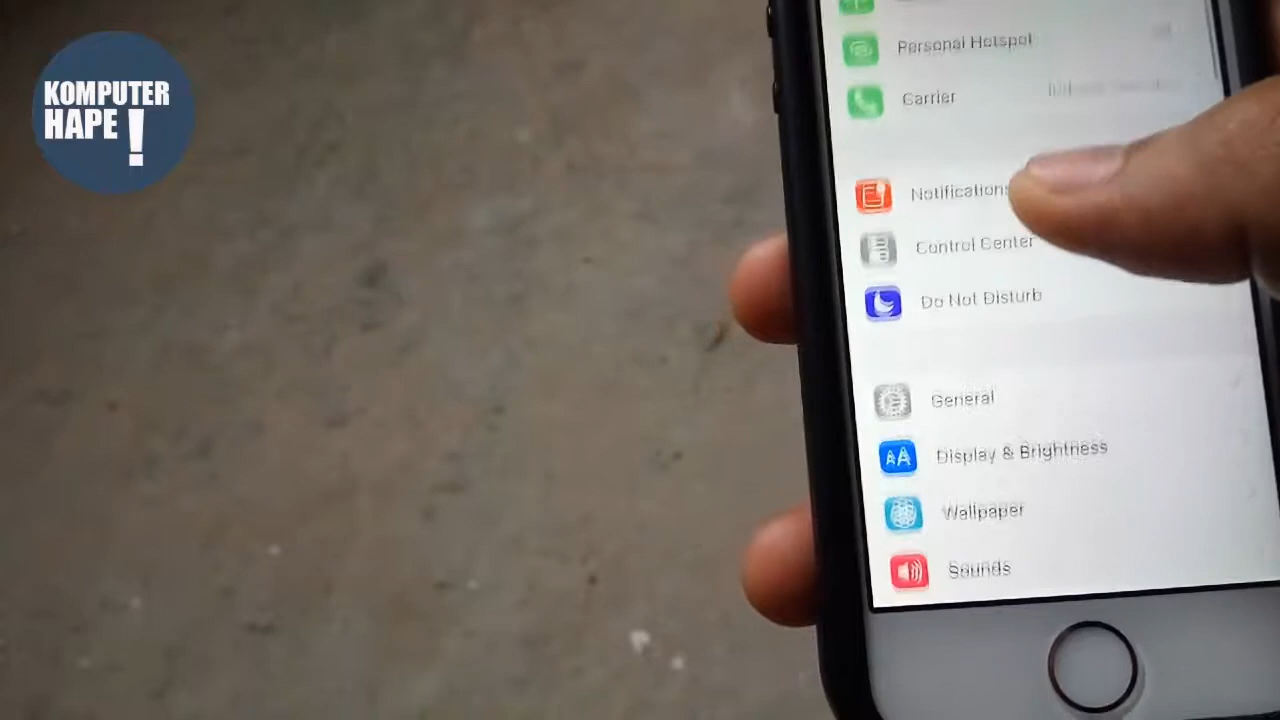 KOMPUTER
HAPE !
Personal Hotspot
Carrier
Notifications
Control Center
Do Not Disturb
General
Display & Brightness
Wallpaper
Sounds